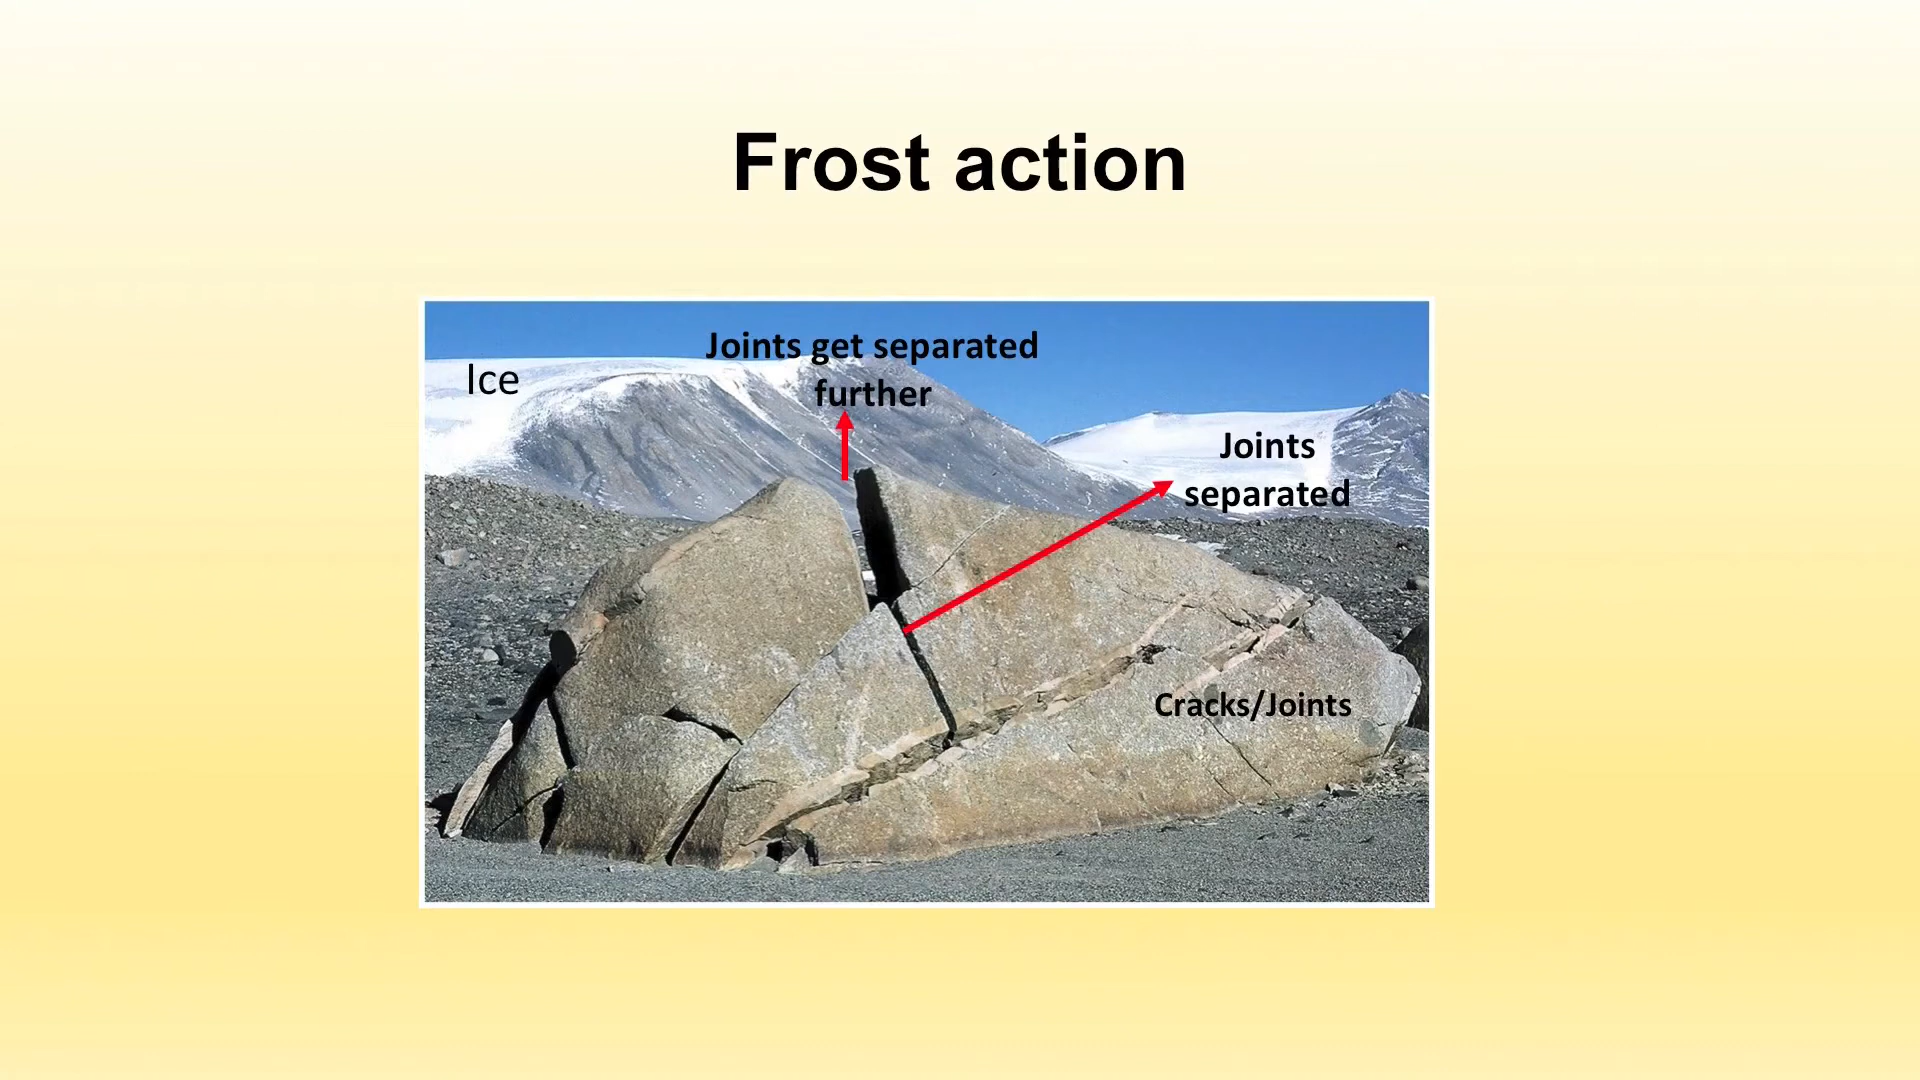 Frost action
Joints get separated
further
Ice
Joints
separated
Cracks/Joints